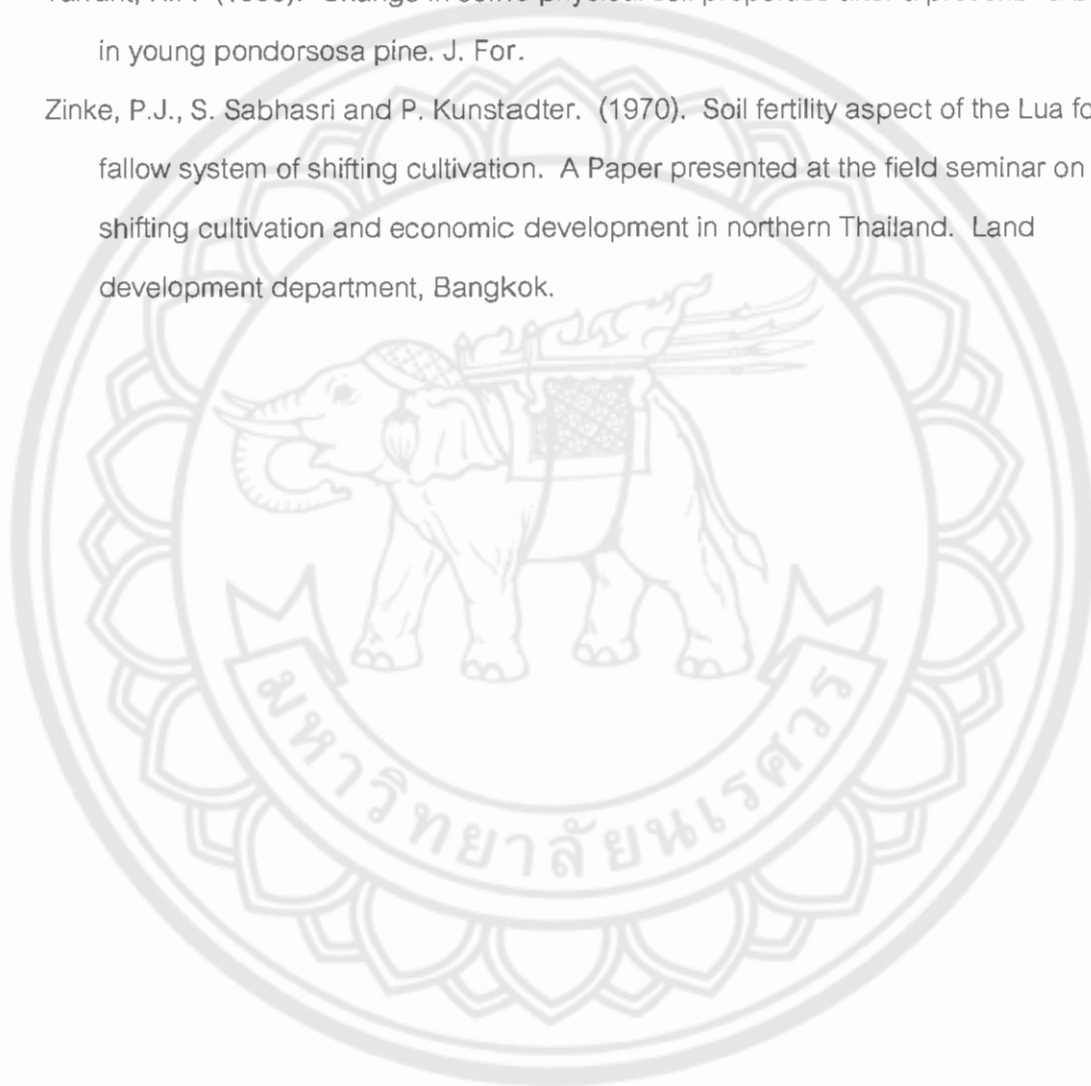 in young pondorsosa pine. J. For.
Zinke, P.J., S. Sabhasri and P. Kunstadter. (1970). Soil fertility aspect of the Lua
fallow system of shifting cultivation. A Paper presented at the field seminar on
shifting cultivation and economic development in northern Thailand. Land
development department, Bangkok.
มหาวิทยาลัยนเรศวร